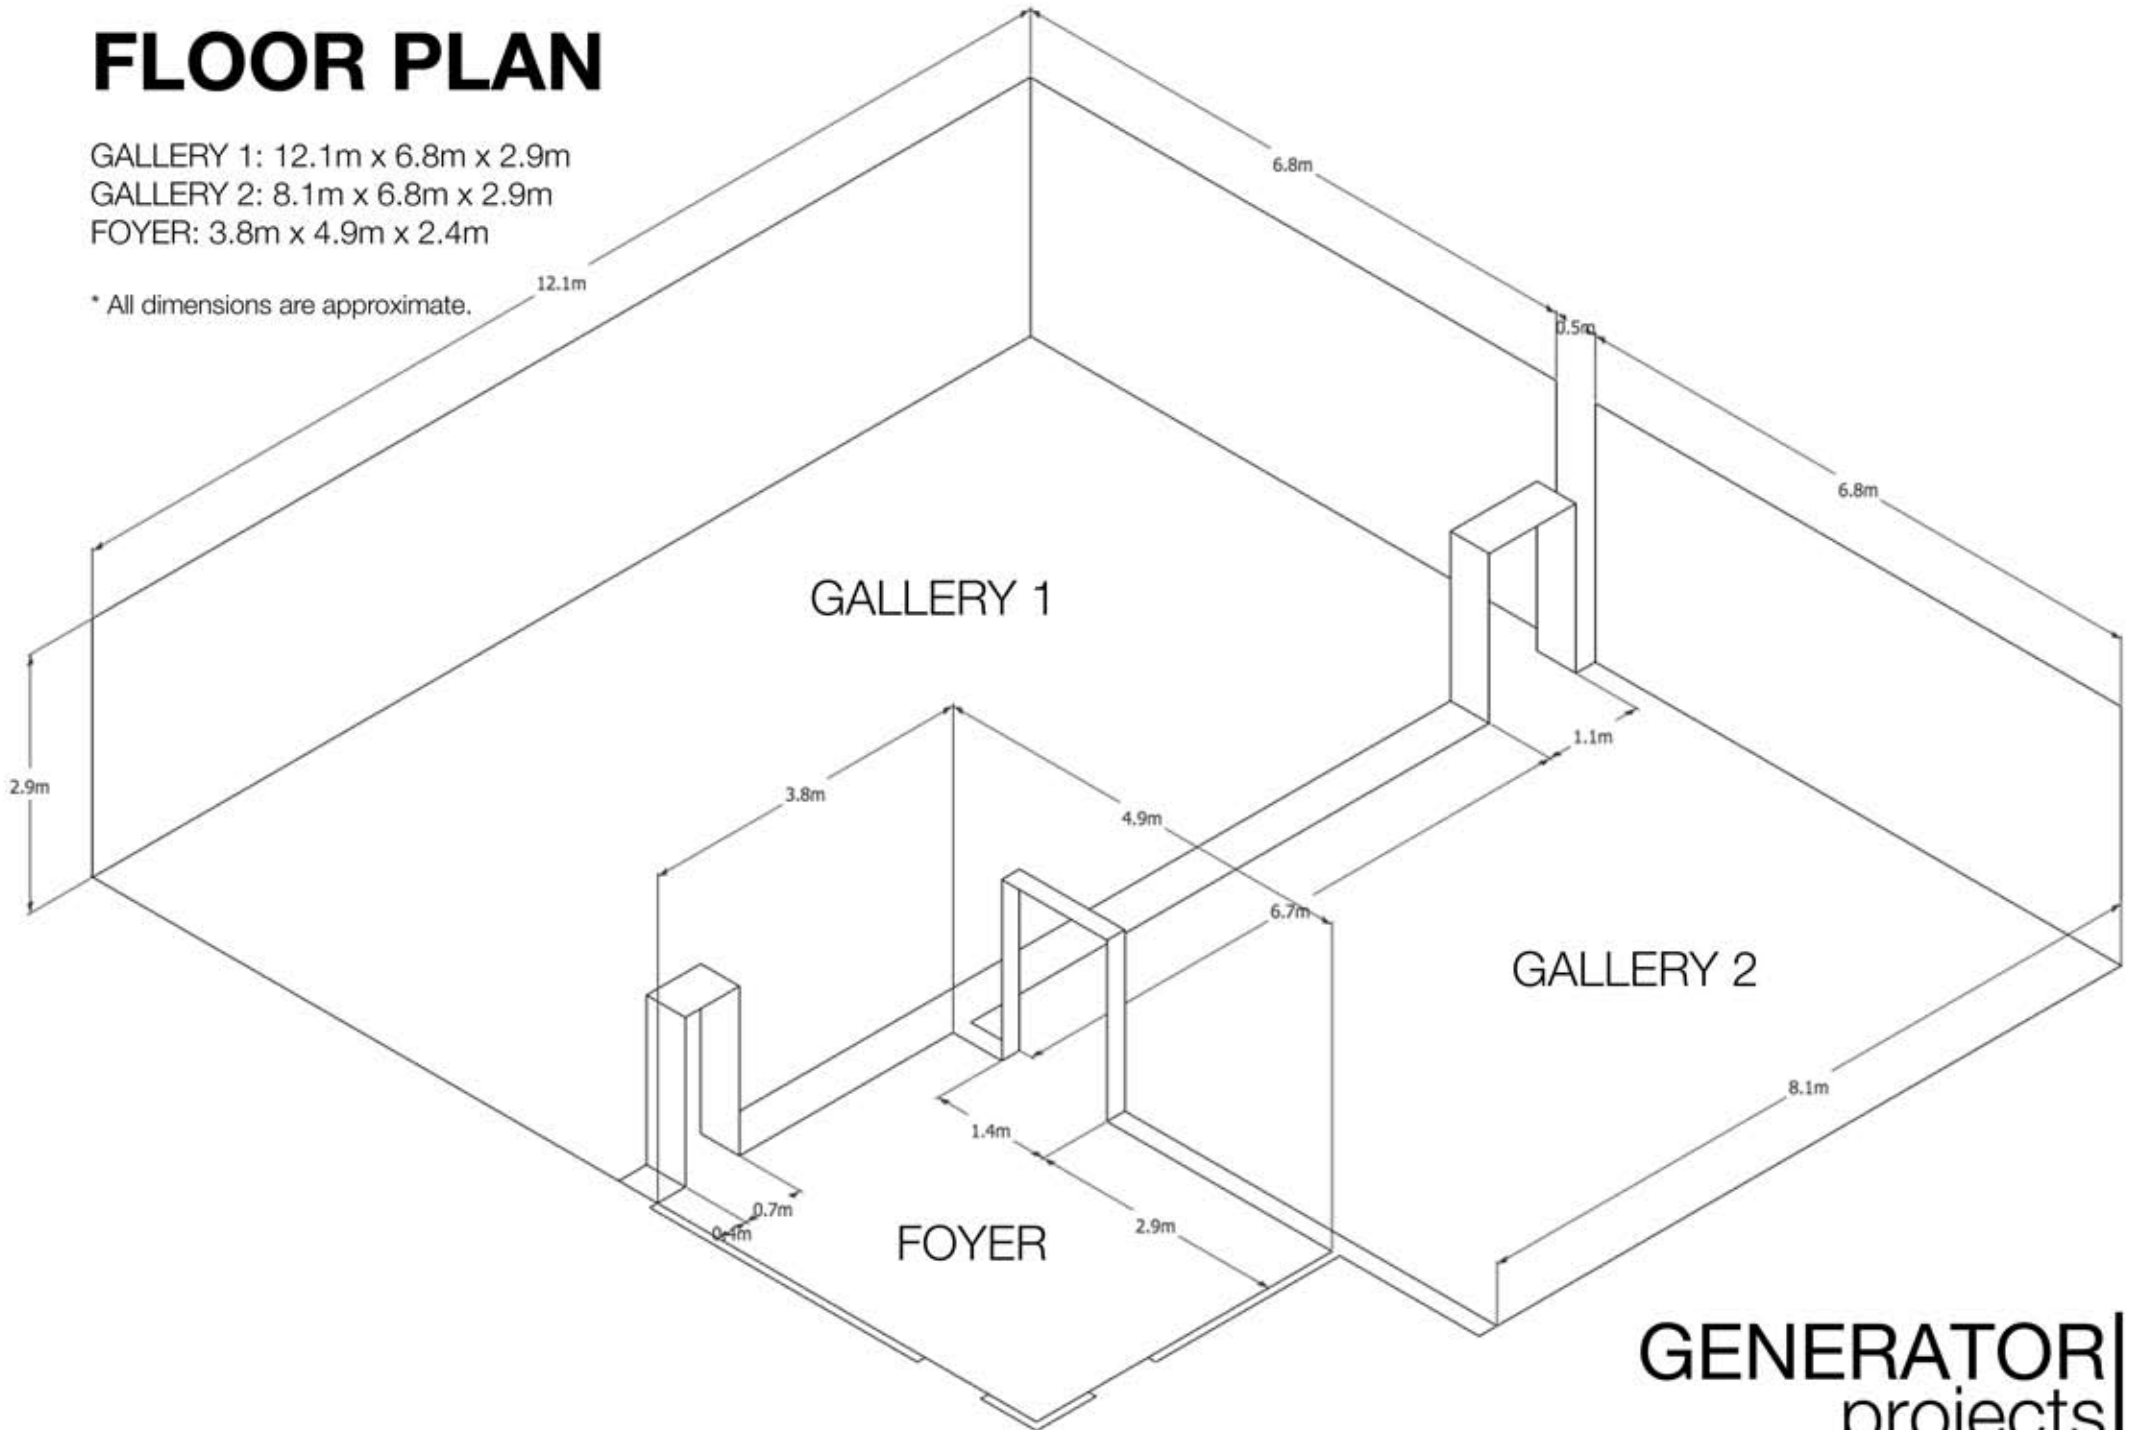 FLOOR PLAN
GALLERY 1: 12.1m x 6.8m x 2.9m
GALLERY 2: 8.1m x 6.8m x 2.9m
FOYER: 3.8m x 4.9m x 2.4m
* All dimensions are approximate.
6.8m
12.1m
0.5m
6.8m
GALLERY 1
1.1m
2.9m
3.8m
4.9m
6.7m
GALLERY 2
8.1m
1.4m
0.7m
0.4m
2.9m
FOYER
GENERATOR
projects